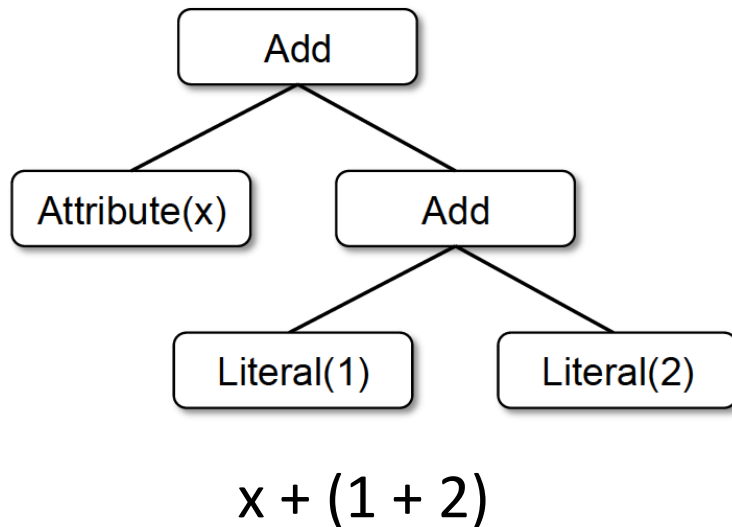 Add
Attribute(x)
Add
Literal(1)
Literal(2)
x + (1 + 2)